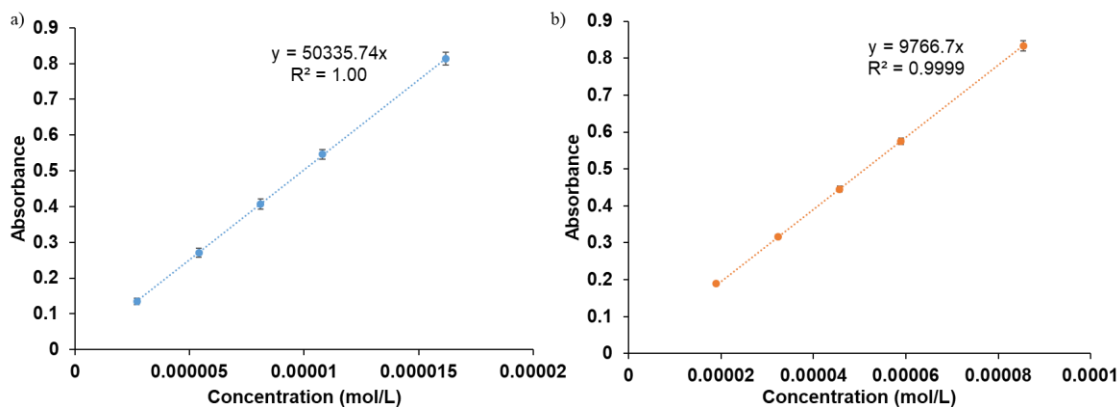 a)
y = 50335.74x
R² = 1.00
Absorbance
0.9
0.8
0.7
0.6
0.5
0.4
0.3
0.2
0.1
0
0 0.000005 0.00001 0.000015 0.00002
Concentration (mol/L)
b)
y = 9766.7x
R² = 0.9999
Absorbance
0.9
0.8
0.7
0.6
0.5
0.4
0.3
0.2
0.1
0
0 0.00002 0.00004 0.00006 0.00008 0.0001
Concentration (mol/L)